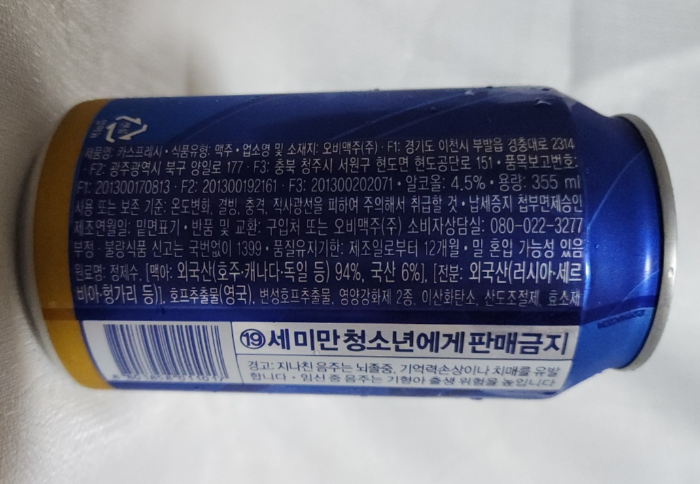 제품명: 카스프레시 • 식품유형: 맥주 • 업소명 및 소재지: 오비맥주(주) · F1: 경기도 이천시 부발읍 경충대로 2314
· F2: 광주광역시 북구 양일로 177 · F3: 충북 청주시 서원구 현도면 현도공단로 151 • 품목보고번호:
F1: 201300170813 · F2: 201300192161 · F3: 201300202071 • 알코올: 4.5% • 용량: 355 ml
사용 또는 보존 기준: 온도변화, 결빙, 충격, 직사광선을 피하여 주의해서 취급할 것 • 납세증지 첩부면제승인
제조연월일: 밑면표기 • 반품 및 교환: 구입처 또는 오비맥주(주) 소비자상담실: 080-022-3277
부정 · 불량식품 신고는 국번없이 1399 • 품질유지기한: 제조일로부터 12개월 • 밀 혼입 가능성 있음
원료명: 정제수, [맥아: 외국산(호주·캐나다·독일 등) 94%, 국산 6%], [전분: 외국산(러시아·세르
비아·헝가리 등)], 호프추출물(영국), 변성호프추출물, 영양강화제 2종, 이산화탄소, 산도조절제, 효소제
⑲세 미만 청소년에게 판매금지
경고: 지나친 음주는 뇌졸중, 기억력손상이나 치매를 유발
합니다 • 임신 중 음주는 기형아 출생 위험을 높입니다